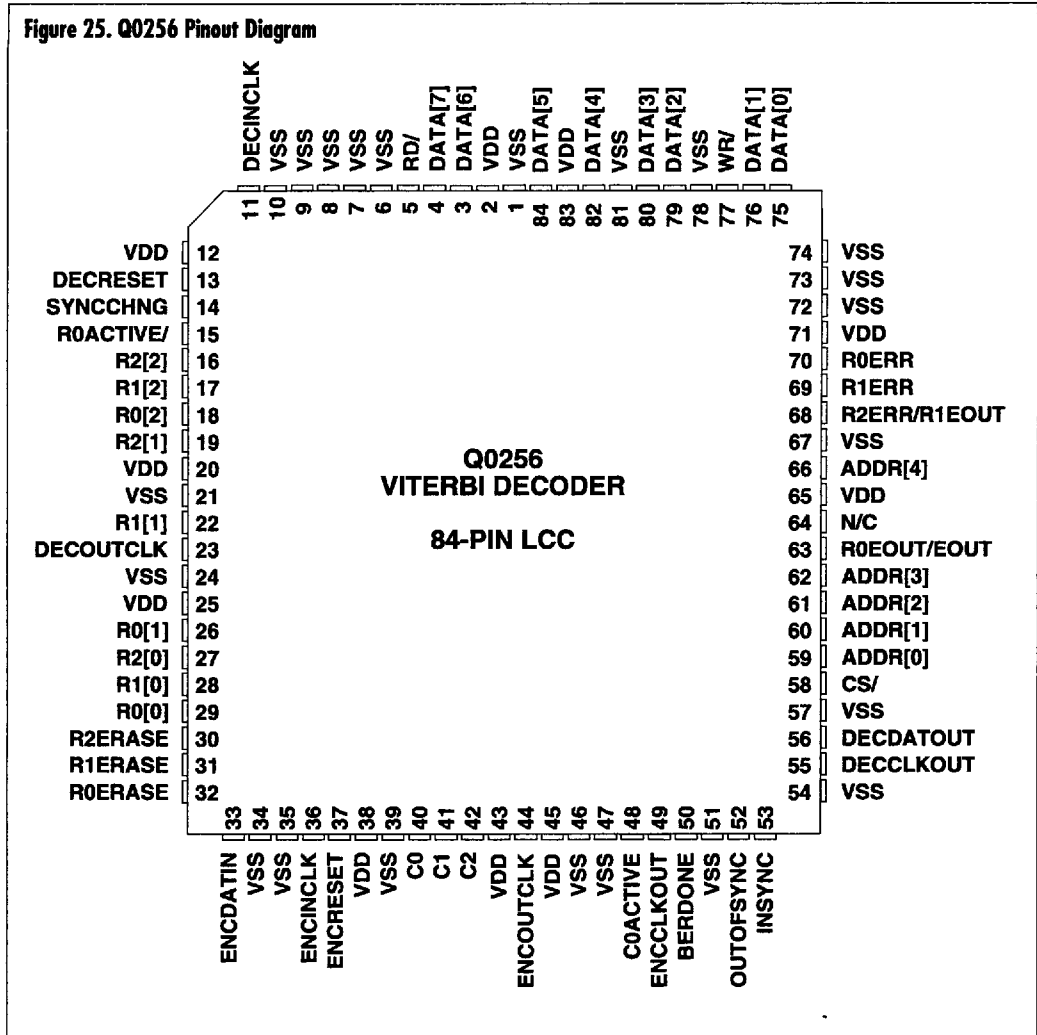 Figure 25. Q0256 Pinout Diagram
DECINCLK
VSS
VSS
VSS
VSS
VSS
RD/
DATA[7]
DATA[6]
VDD
VSS
DATA[5]
VDD
DATA[4]
VSS
DATA[3]
DATA[2]
VSS
WR/
DATA[1]
DATA[0]
11 10 9 8 7 6 5 4 3 2 1 84 83 82 81 80 79 78 77 76 75
VDD 12
DECRESET 13
SYNCCHNG 14
R0ACTIVE/ 15
R2[2] 16
R1[2] 17
R0[2] 18
R2[1] 19
VDD 20
VSS 21
R1[1] 22
DECOUTCLK 23
VSS 24
VDD 25
R0[1] 26
R2[0] 27
R1[0] 28
R0[0] 29
R2ERASE 30
R1ERASE 31
R0ERASE 32
Q0256
VITERBI DECODER
84-PIN LCC
74 VSS
73 VSS
72 VSS
71 VDD
70 R0ERR
69 R1ERR
68 R2ERR/R1EOUT
67 VSS
66 ADDR[4]
65 VDD
64 N/C
63 R0EOUT/EOUT
62 ADDR[3]
61 ADDR[2]
60 ADDR[1]
59 ADDR[0]
58 CS/
57 VSS
56 DECDATOUT
55 DECCLKOUT
54 VSS
33 34 35 36 37 38 39 40 41 42 43 44 45 46 47 48 49 50 51 52 53
ENCDATIN
VSS
VSS
ENCINCLK
ENCRESET
VDD
VSS
C0
C1
C2
VDD
ENCOUTCLK
VDD
VSS
VSS
C0ACTIVE
ENCCLKOUT
BERDONE
VSS
OUTOFSYNC
INSYNC